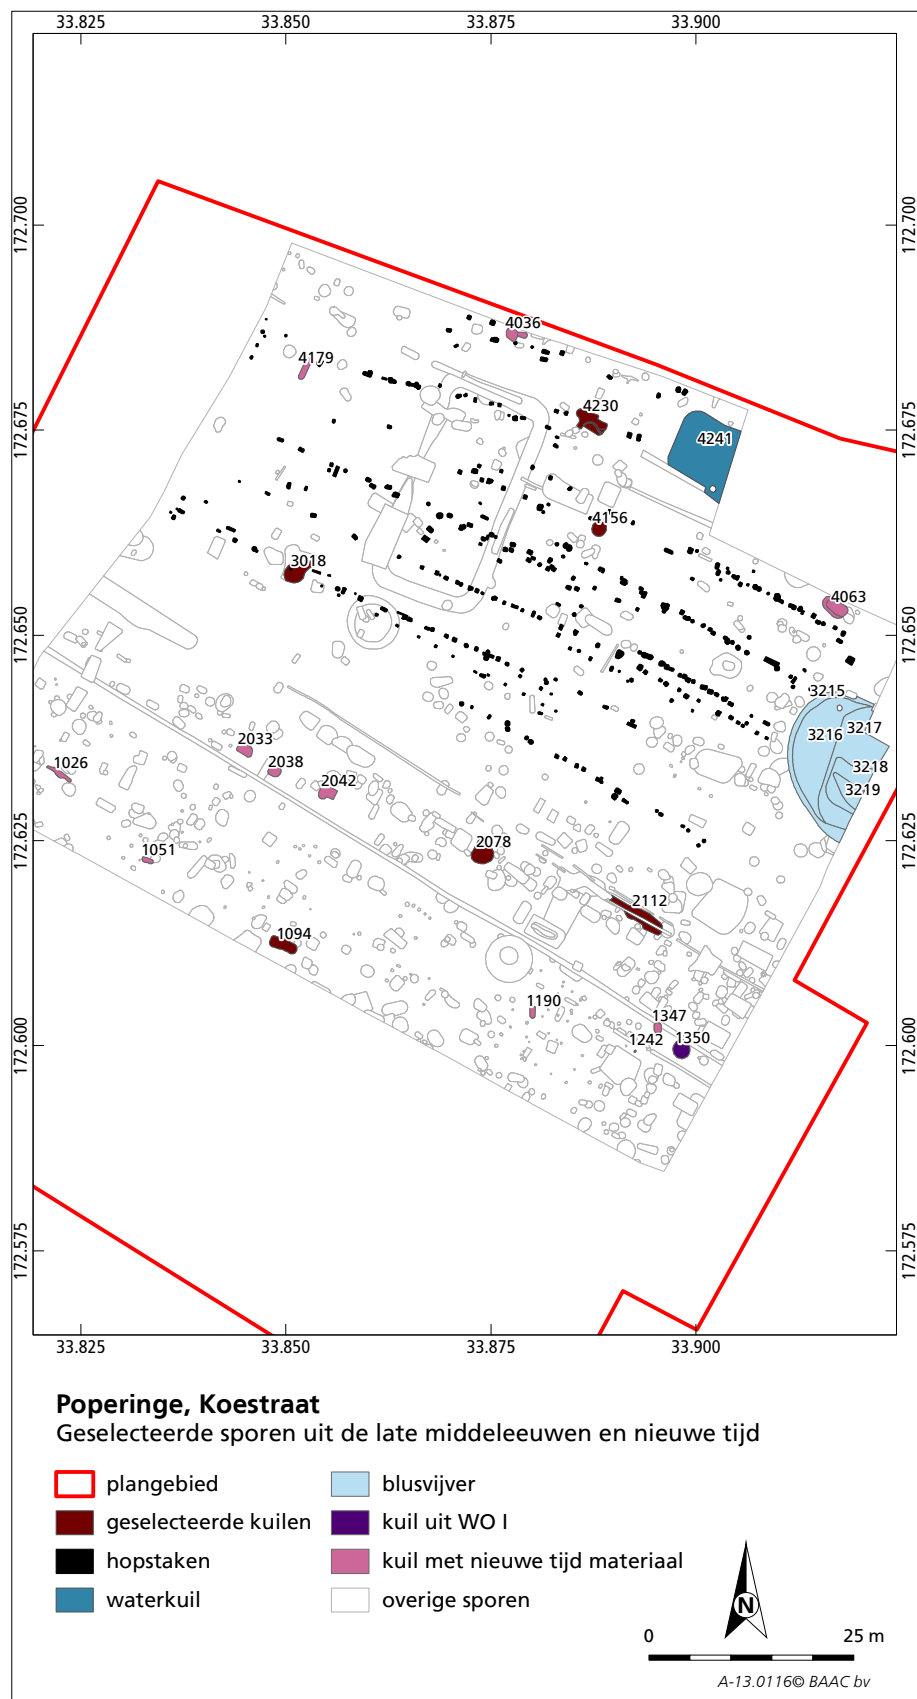 33.825 33.850 33.875 33.900
172.700 172.700
4036
4179
4230
172.675 172.675
4241
4156
3018
4063
172.650 172.650
3215
3216 3217
2033
1026 2038 3218
2042 3219
172.625 172.625
1051 2078
2112
1094
1190
1347
1242 1350
172.600 172.600
172.575 172.575
33.825 33.850 33.875 33.900
Poperinge, Koestraat
Geselecteerde sporen uit de late middeleeuwen en nieuwe tijd
plangebied
geselecteerde kuilen
hopstaken
waterkuil
blusvijver
kuil uit WO I
kuil met nieuwe tijd materiaal
overige sporen
N
0 25 m
A-13.0116© BAAC bv